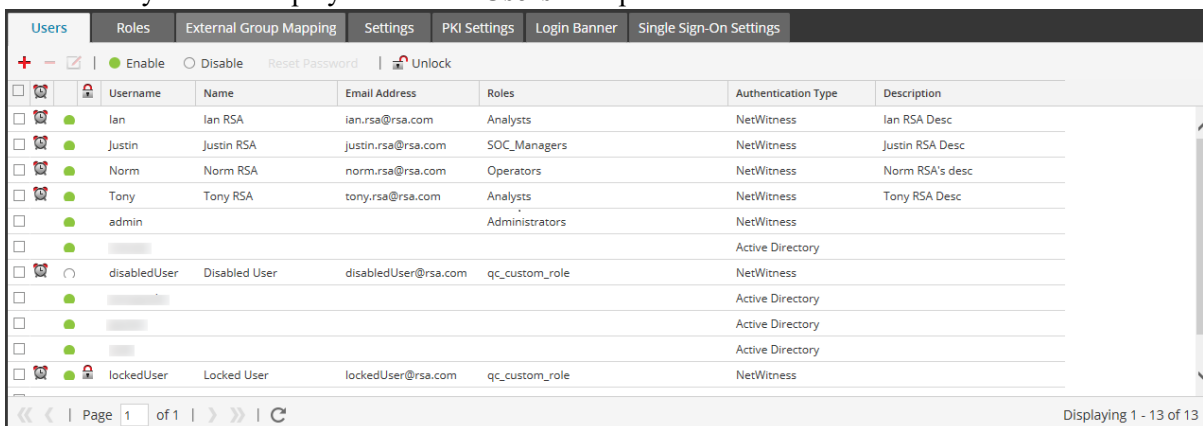 Users Roles External Group Mapping Settings PKI Settings Login Banner Single Sign-On Settings
Enable Disable Reset Password | Unlock
Username Name Email Address Roles Authentication Type Description
Ian Ian RSA ian.rsa@rsa.com Analysts NetWitness Ian RSA Desc
Justin Justin RSA justin.rsa@rsa.com SOC_Managers NetWitness Justin RSA Desc
Norm Norm RSA norm.rsa@rsa.com Operators NetWitness Norm RSA's desc
Tony Tony RSA tony.rsa@rsa.com Analysts NetWitness Tony RSA Desc
admin Administrators NetWitness
Active Directory
disabledUser Disabled User disabledUser@rsa.com qc_custom_role NetWitness
Active Directory
Active Directory
Active Directory
lockedUser Locked User lockedUser@rsa.com qc_custom_role NetWitness
Page 1 of 1 Displaying 1 - 13 of 13